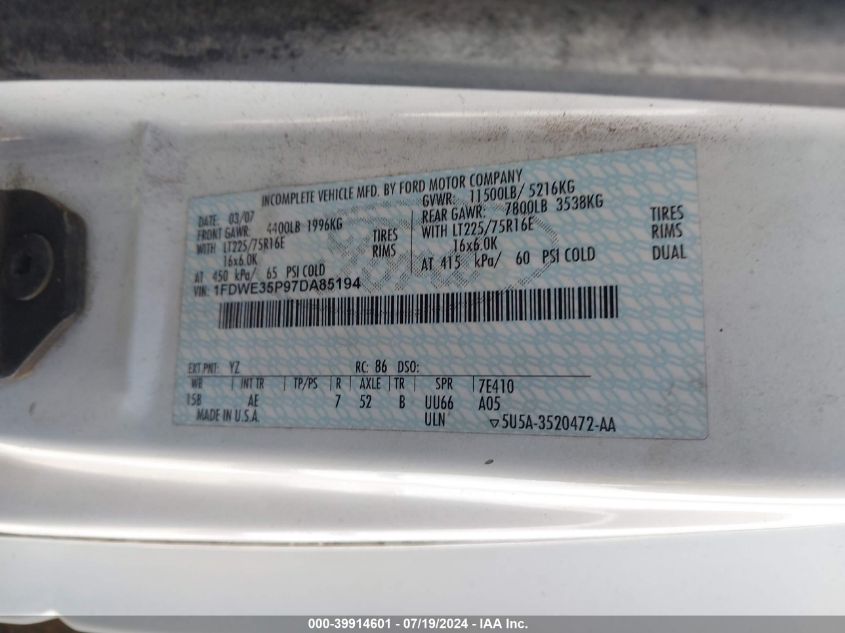 INCOMPLETE VEHICLE MFD. BY FORD MOTOR COMPANY
DATE 03/07 GVWR: 11500LB/ 5216KG
FRONT GAWR: 4400LB 1996KG REAR GAWR: 7800LB 3538KG
WITH LT225/75R16E TIRES WITH LT225/75R16E TIRES
16x6.0K RIMS 16x6.0K RIMS
AT 450 kPa/ 65 PSI COLD AT 415 kPa/ 60 PSI COLD DUAL
VIN: 1FDWE35P97DA85194
EXT PNT: YZ RC: 86 DSO:
WB INT TR TP/PS R AXLE TR SPR 7E410
158 AE 7 52 B UU66 A05
MADE IN U.S.A. ULN ▽5U5A-3520472-AA
000-39914601 / 07/19/2024 - IAA Inc.